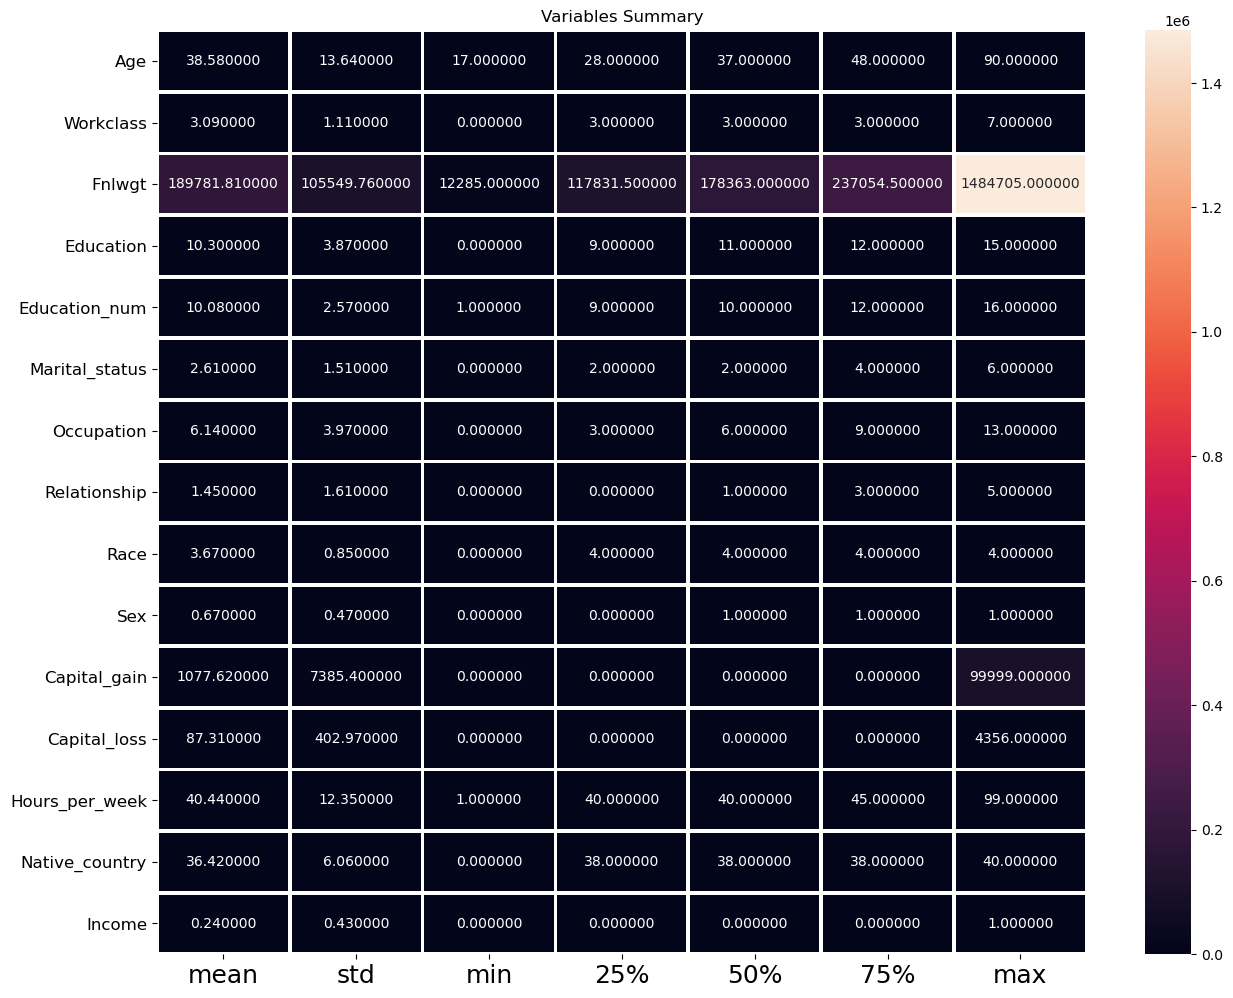 Variables Summary
1e6
Age 38.580000 13.640000 17.000000 28.000000 37.000000 48.000000 90.000000
Workclass 3.090000 1.110000 0.000000 3.000000 3.000000 3.000000 7.000000
Fnlwgt 189781.810000 105549.760000 12285.000000 117831.500000 178363.000000 237054.500000 1484705.000000
Education 10.300000 3.870000 0.000000 9.000000 11.000000 12.000000 15.000000
Education_num 10.080000 2.570000 1.000000 9.000000 10.000000 12.000000 16.000000
Marital_status 2.610000 1.510000 0.000000 2.000000 2.000000 4.000000 6.000000
Occupation 6.140000 3.970000 0.000000 3.000000 6.000000 9.000000 13.000000
Relationship 1.450000 1.610000 0.000000 0.000000 1.000000 3.000000 5.000000
Race 3.670000 0.850000 0.000000 4.000000 4.000000 4.000000 4.000000
Sex 0.670000 0.470000 0.000000 0.000000 1.000000 1.000000 1.000000
Capital_gain 1077.620000 7385.400000 0.000000 0.000000 0.000000 0.000000 99999.000000
Capital_loss 87.310000 402.970000 0.000000 0.000000 0.000000 0.000000 4356.000000
Hours_per_week 40.440000 12.350000 1.000000 40.000000 40.000000 45.000000 99.000000
Native_country 36.420000 6.060000 0.000000 38.000000 38.000000 38.000000 40.000000
Income 0.240000 0.430000 0.000000 0.000000 0.000000 0.000000 1.000000
mean std min 25% 50% 75% max
1.4
1.2
1.0
0.8
0.6
0.4
0.2
0.0